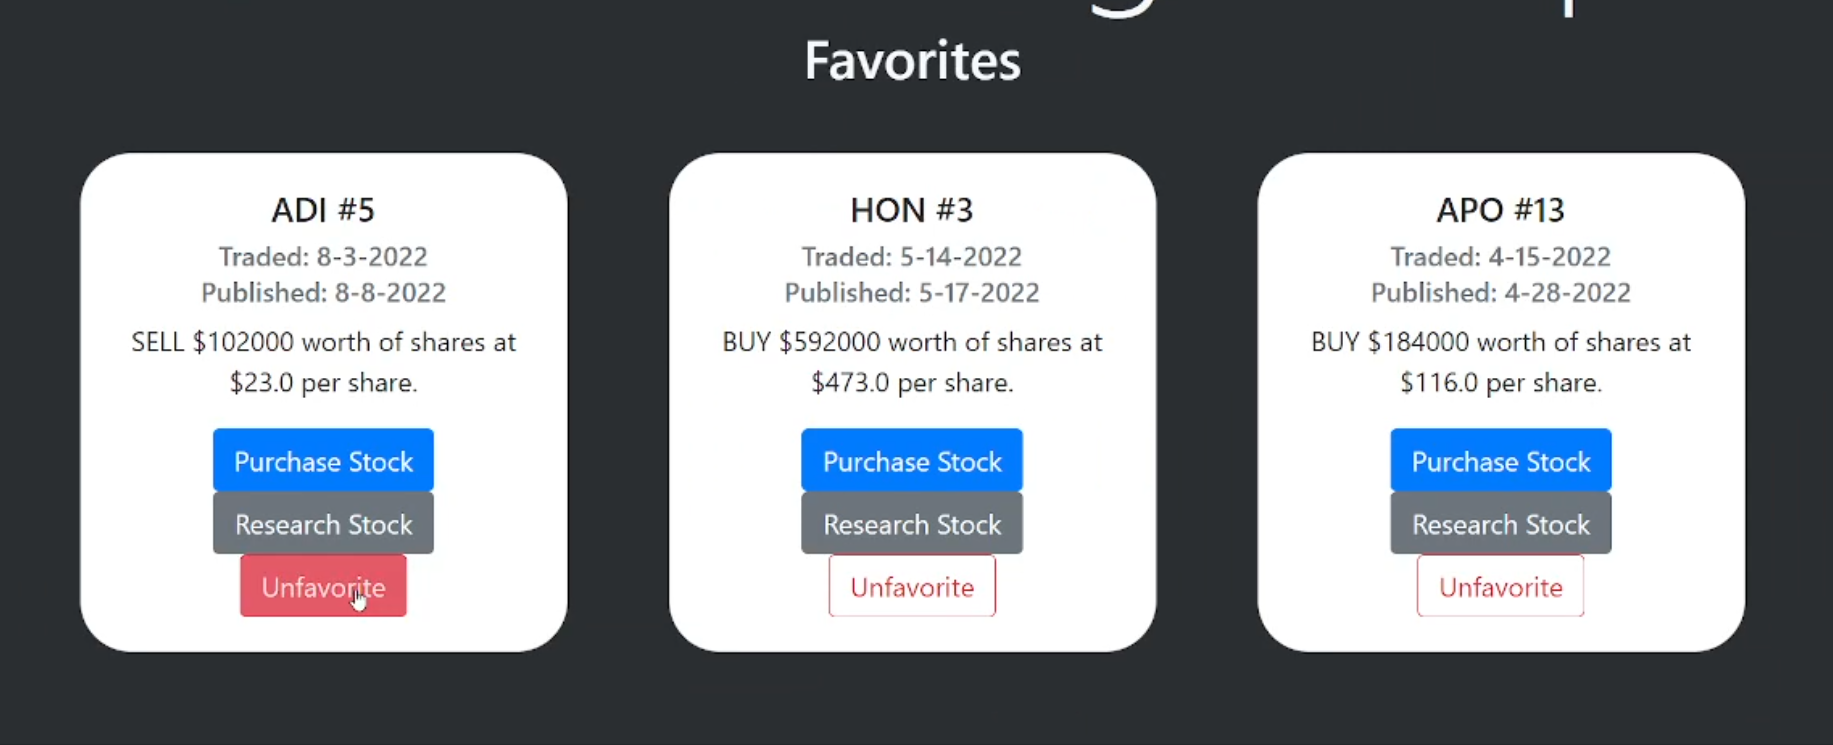 Favorites
ADI #5
Traded: 8-3-2022
Published: 8-8-2022
SELL $102000 worth of shares at
$23.0 per share.
Purchase Stock
Research Stock
Unfavorite
HON #3
Traded: 5-14-2022
Published: 5-17-2022
BUY $592000 worth of shares at
$473.0 per share.
Purchase Stock
Research Stock
Unfavorite
APO #13
Traded: 4-15-2022
Published: 4-28-2022
BUY $184000 worth of shares at
$116.0 per share.
Purchase Stock
Research Stock
Unfavorite